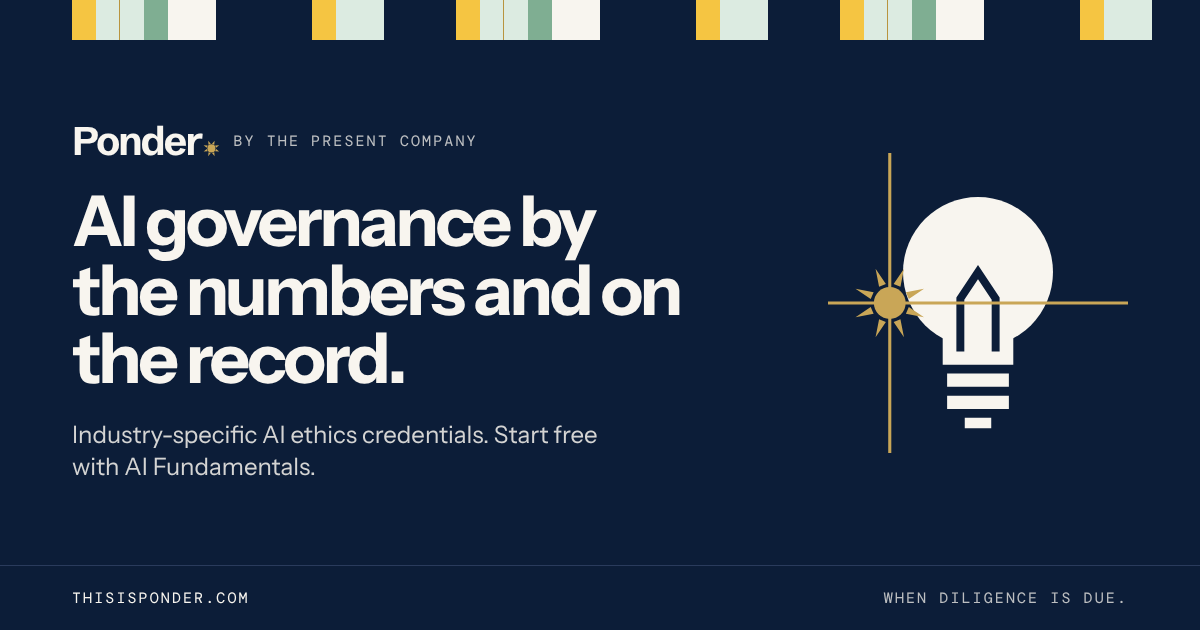 Ponder
BY THE PRESENT COMPANY
AI governance by
the numbers and on
the record.
Industry-specific AI ethics credentials. Start free
with AI Fundamentals.
THISISPONDER.COM
WHEN DILIGENCE IS DUE.